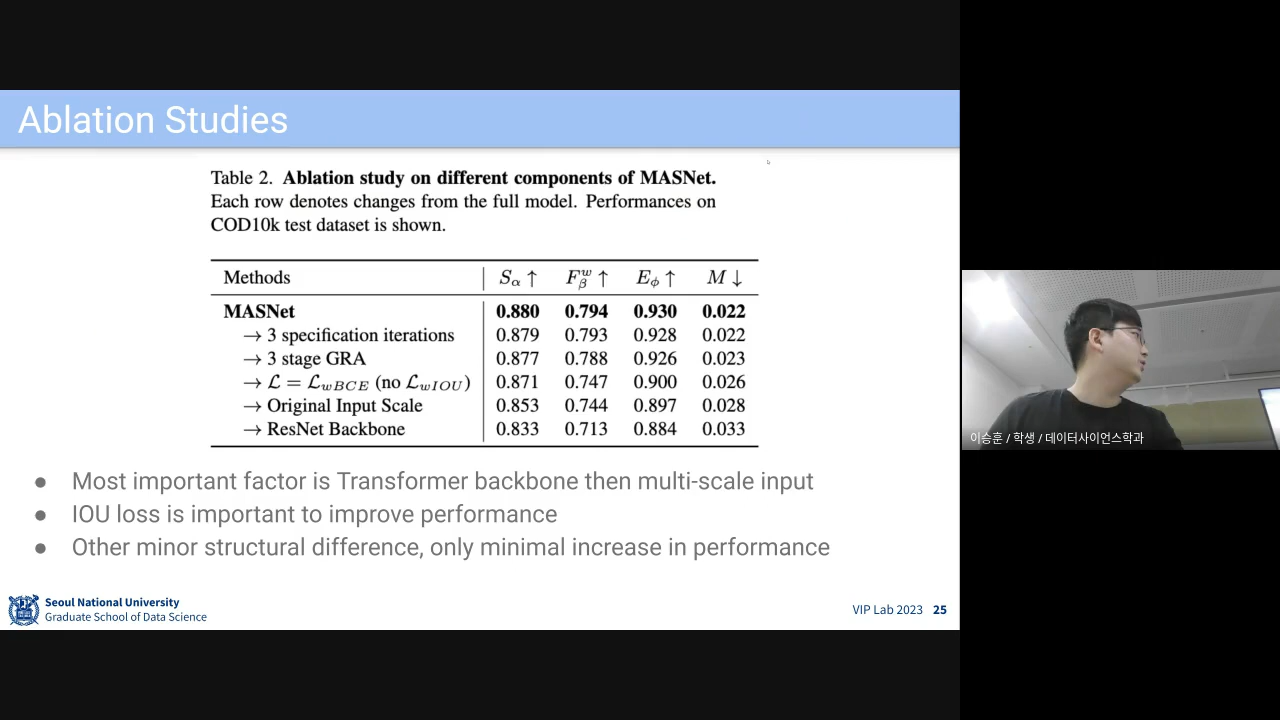 Ablation Studies
Table 2. Ablation study on different components of MASNet.
Each row denotes changes from the full model. Performances on
COD10k test dataset is shown.
Methods Sα ↑ Fβʷ ↑ Eϕ ↑ M ↓
MASNet 0.880 0.794 0.930 0.022
→ 3 specification iterations 0.879 0.793 0.928 0.022
→ 3 stage GRA 0.877 0.788 0.926 0.023
→ ℒ = ℒwBCE (no ℒwIOU) 0.871 0.747 0.900 0.026
→ Original Input Scale 0.853 0.744 0.897 0.028
→ ResNet Backbone 0.833 0.713 0.884 0.033
● Most important factor is Transformer backbone then multi-scale input
● IOU loss is important to improve performance
● Other minor structural difference, only minimal increase in performance
Seoul National University
Graduate School of Data Science
VIP Lab 2023 25
이승훈 / 학생 / 데이터사이언스학과